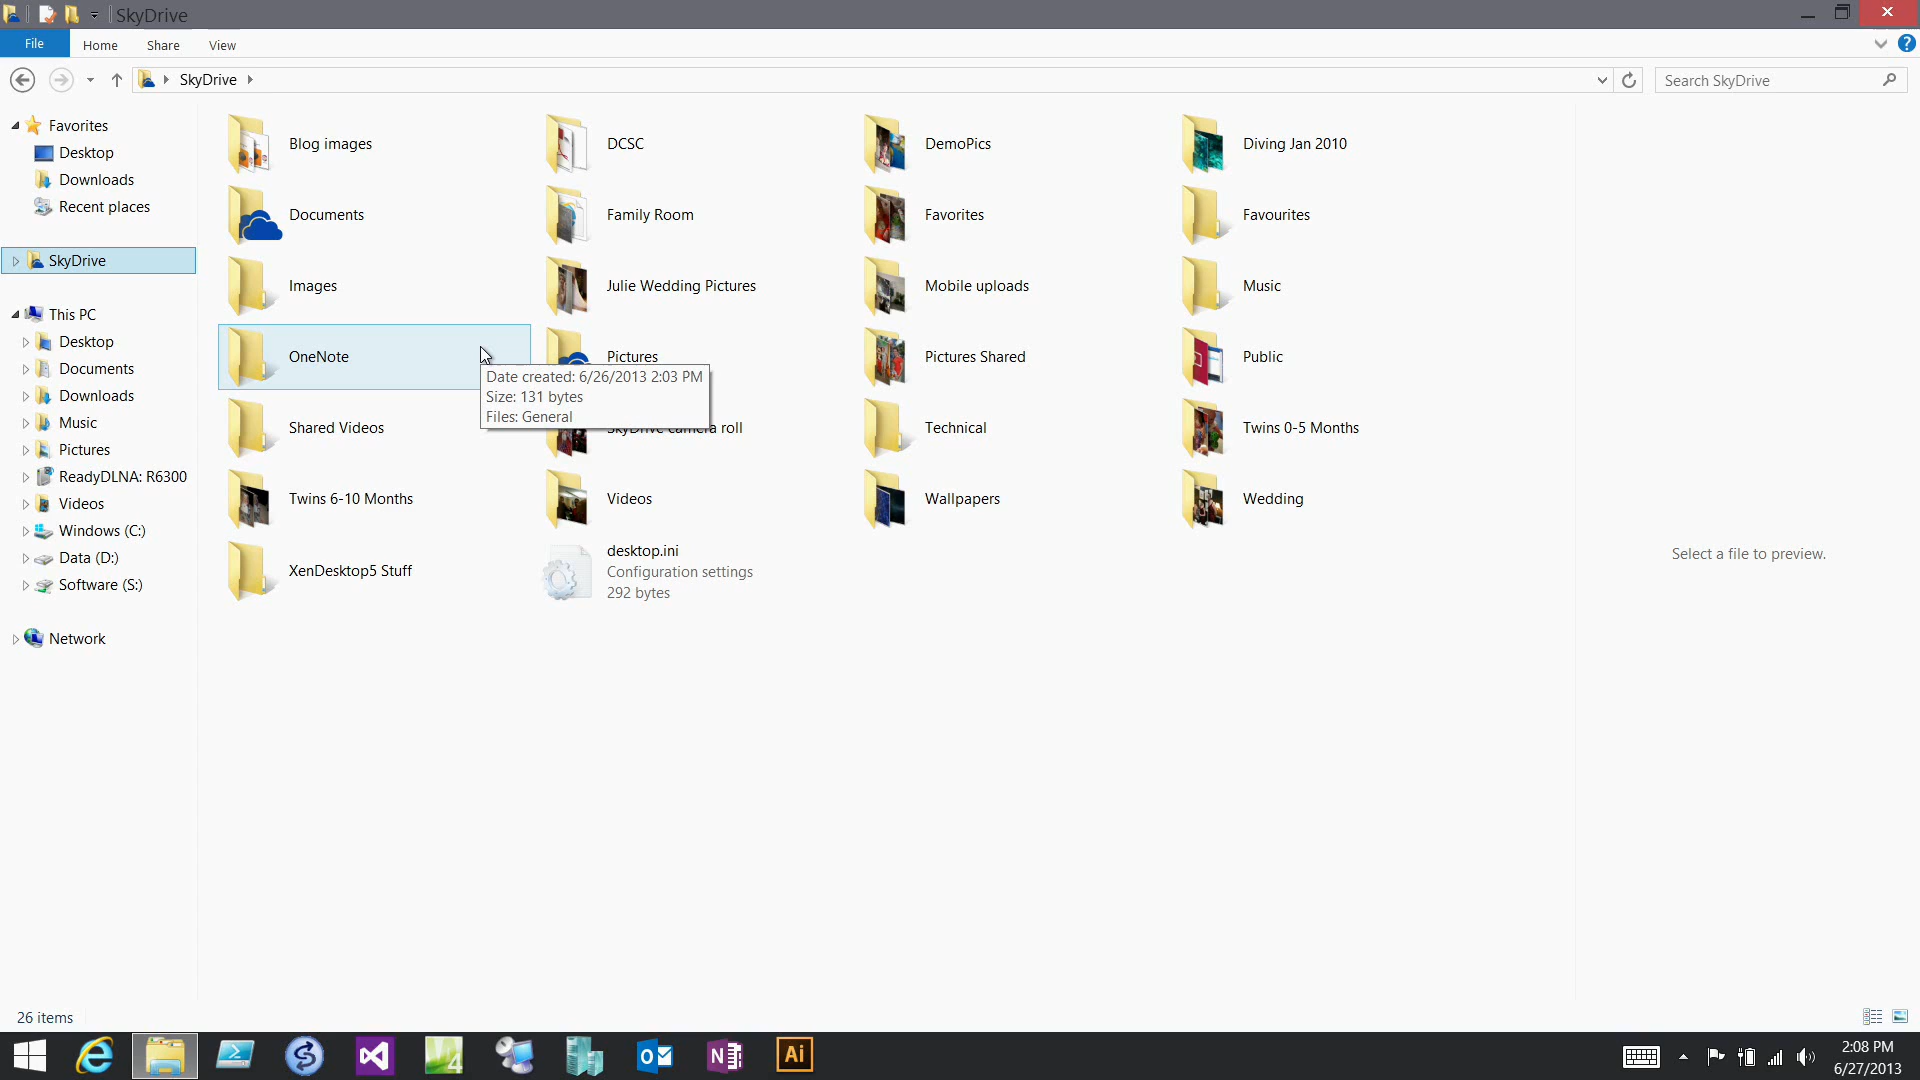 SkyDrive
File Home Share View
SkyDrive
Search SkyDrive
Favorites
Desktop
Downloads
Recent places
SkyDrive
This PC
Desktop
Documents
Downloads
Music
Pictures
ReadyDLNA: R6300
Videos
Windows (C:)
Data (D:)
Software (S:)
Network
Blog images
DCSC
DemoPics
Diving Jan 2010
Documents
Family Room
Favorites
Favourites
Images
Julie Wedding Pictures
Mobile uploads
Music
OneNote
Pictures
Pictures Shared
Public
Date created: 6/26/2013 2:03 PM
Size: 131 bytes
Files: General
Shared Videos
SkyDrive camera roll
Technical
Twins 0-5 Months
Twins 6-10 Months
Videos
Wallpapers
Wedding
XenDesktop5 Stuff
desktop.ini
Configuration settings
292 bytes
Select a file to preview.
26 items
4
O
N
Ai
2:08 PM
6/27/2013